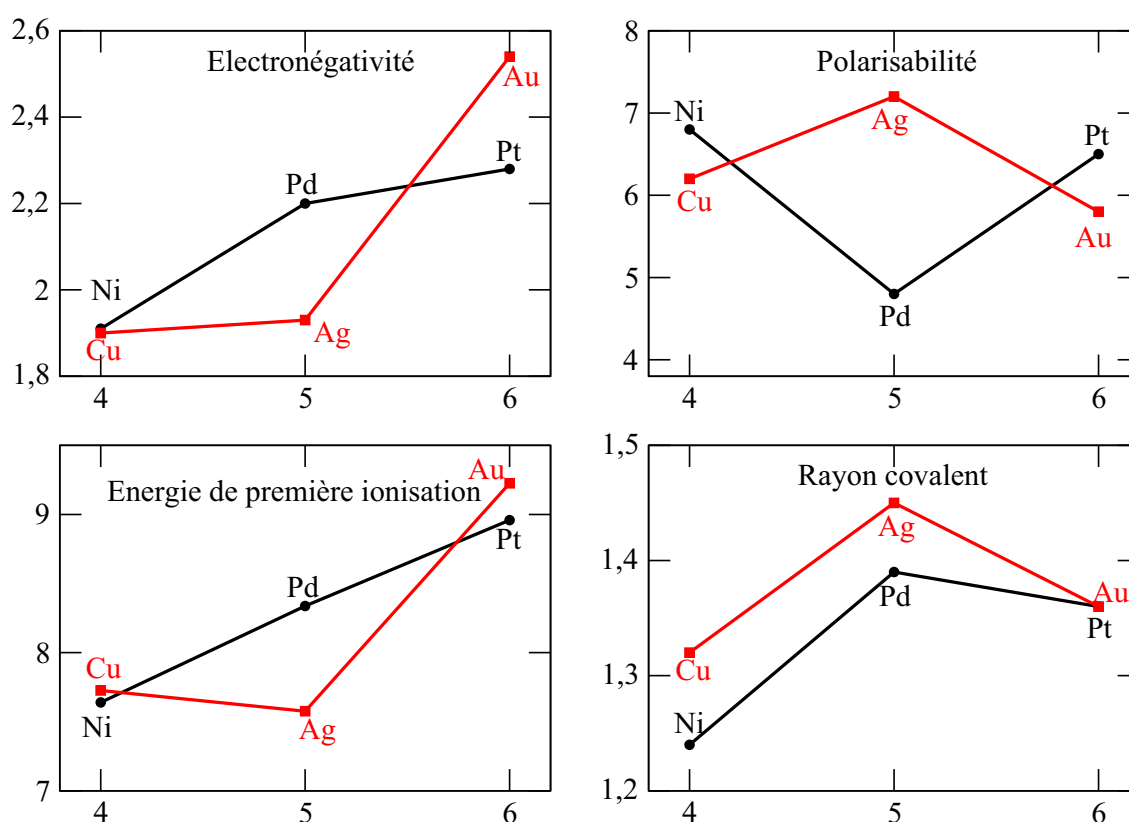 2,6
2,4
2,2
2
1,8
Electronégativité
Au
Pt
Pd
Ni
Cu
Ag
4 5 6
8
7
6
5
4
Polarisabilité
Ni
Ag
Pt
Cu
Au
Pd
4 5 6
9
8
7
Energie de première ionisation
Au
Pt
Pd
Cu
Ni
Ag
4 5 6
1,5
1,4
1,3
1,2
Rayon covalent
Ag
Pd
Au
Pt
Cu
Ni
4 5 6